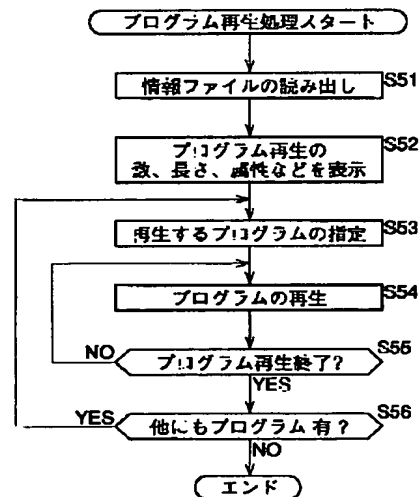 プログラム再生処理スタート
情報ファイルの読み出し
S51
プログラム再生の
数、長さ、属性などを表示
S52
再生するプログラムの指定
S53
プログラムの再生
S54
プログラム再生終了?
S55
NO
YES
他にもプログラム有?
S56
YES
NO
エンド